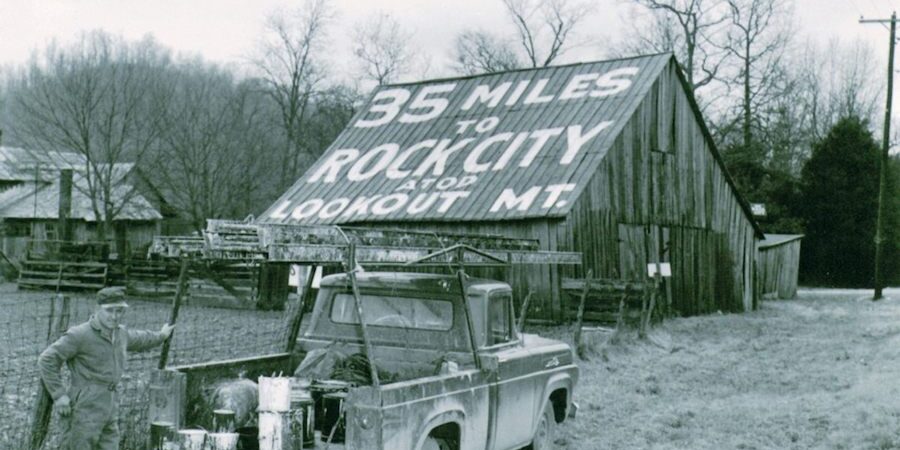 35 MILES
TO
ROCK CITY
ATOP
LOOKOUT MT.